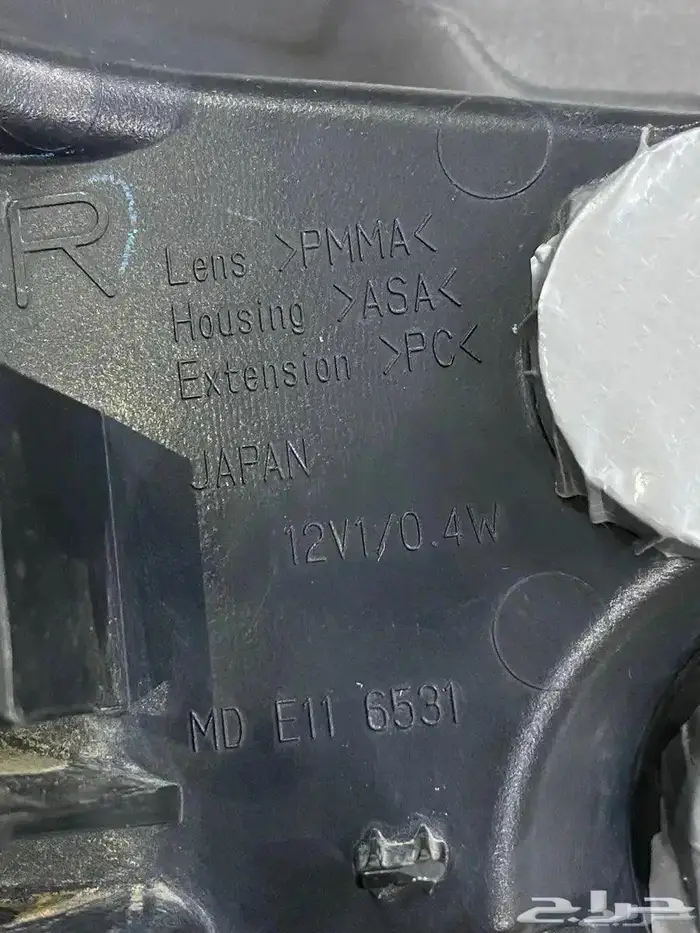 R
Lens >PMMA<
Housing >ASA<
Extension >PC<
JAPAN
12V1/0.4W
MD E11 6531
حراج